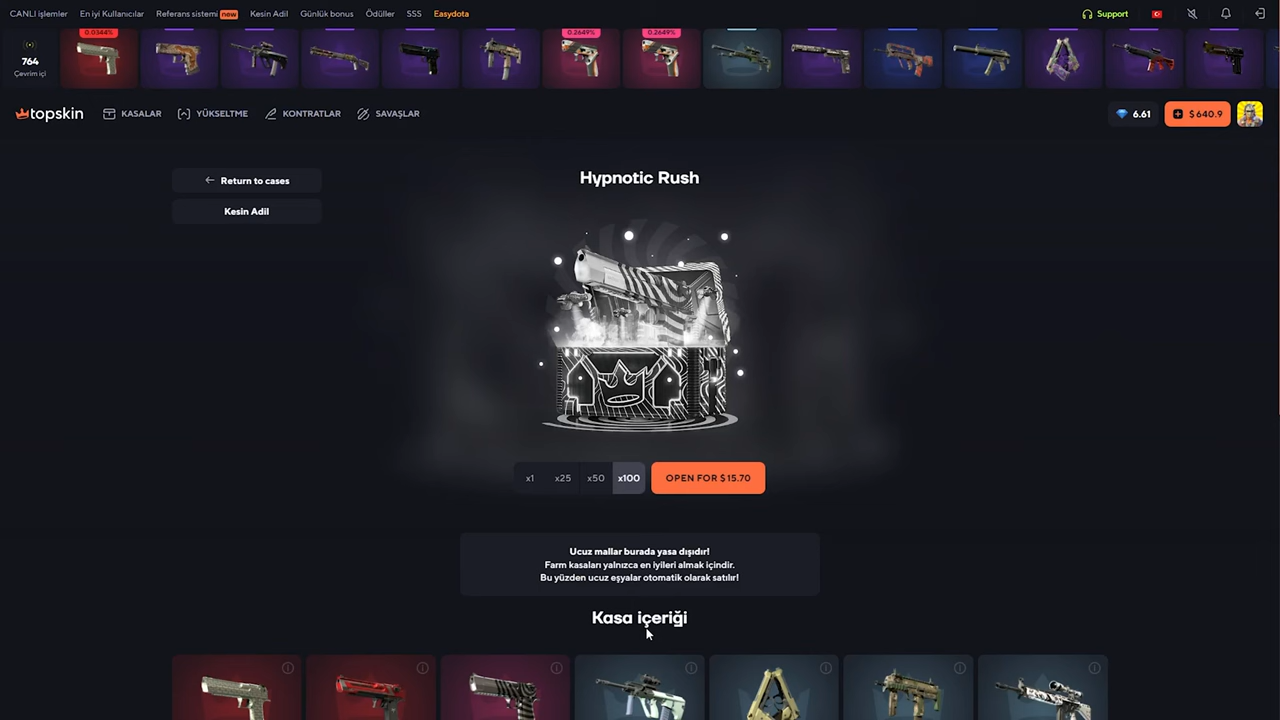 CANLI işlemler En iyi Kullanıcılar Referans sistemi new Kesin Adil Günlük bonus Ödüller SSS Easydota Support
0.0344% 0.2649% 0.2649%
764
Çevrim içi
topskin KASALAR YÜKSELTME KONTRATLAR SAVAŞLAR 6.61 $ 640.9
Return to cases
Kesin Adil
Hypnotic Rush
x1 x25 x50 x100 OPEN FOR $ 15.70
Ucuz mallar burada yasa dışıdır!
Farm kasaları yalnızca en iyileri almak içindir.
Bu yüzden ucuz eşyalar otomatik olarak satılır!
Kasa içeriği